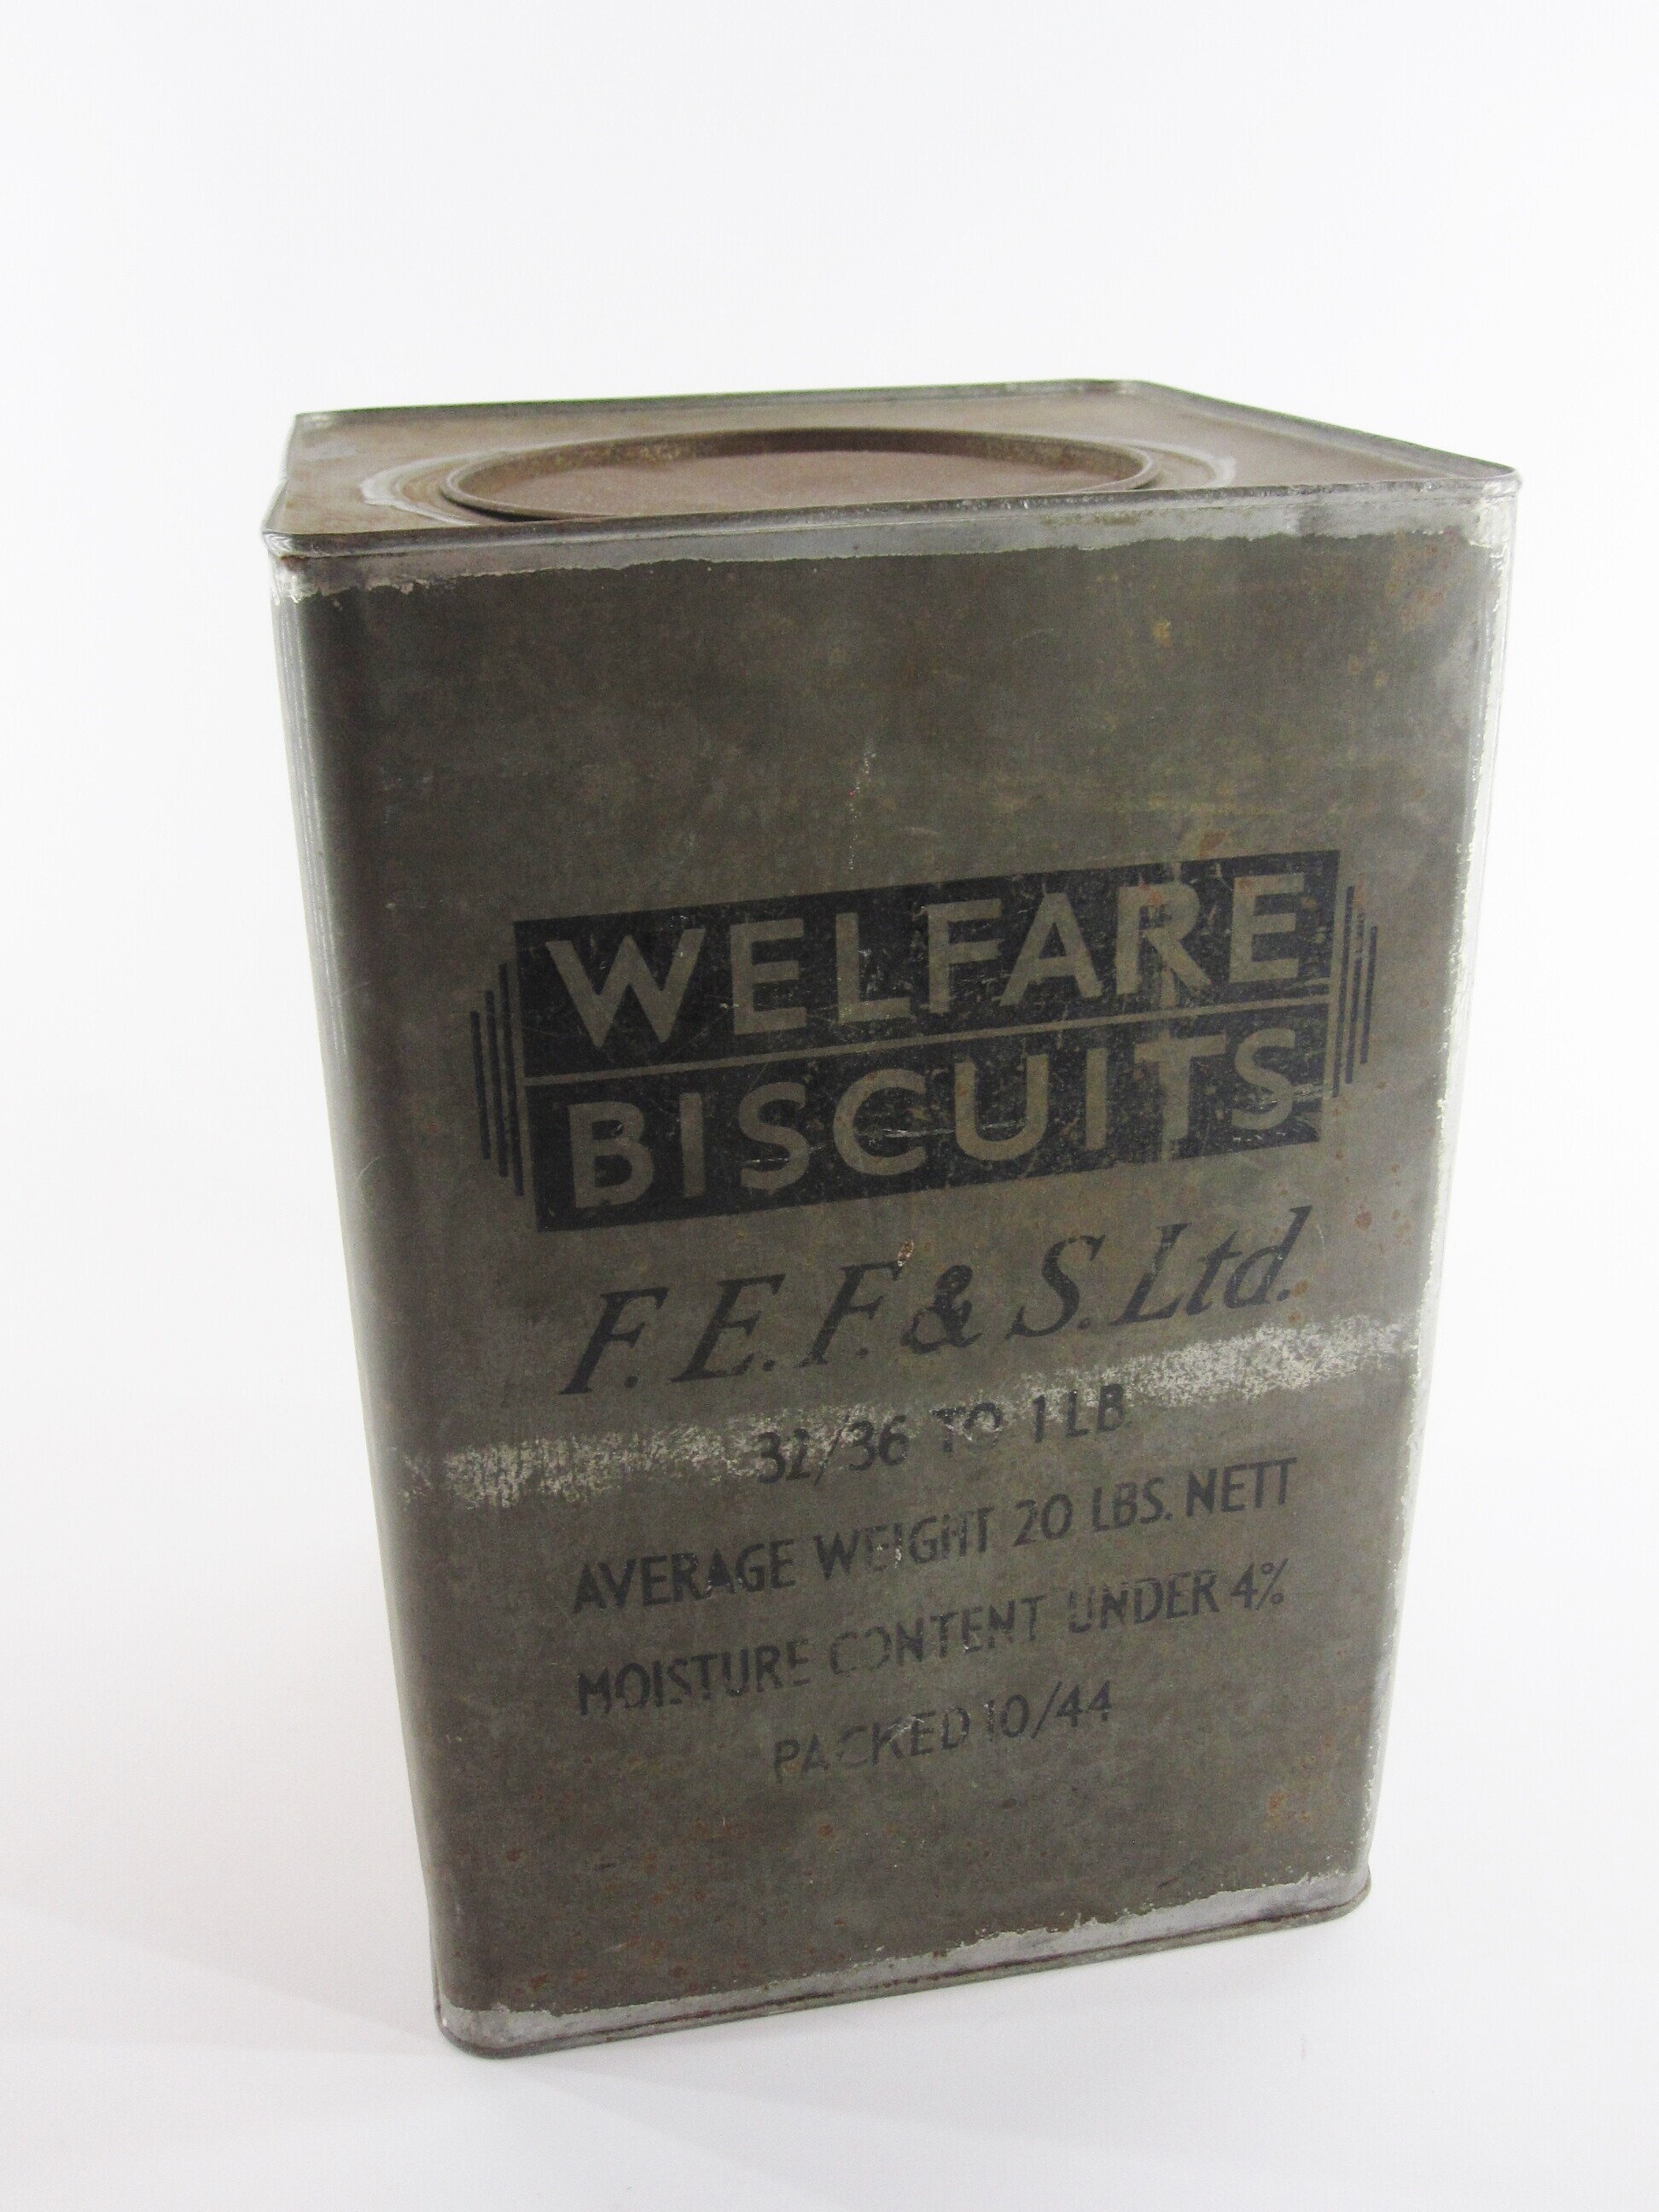 WELFARE
BISCUITS
F. E. F. & S. Ltd.
32/36 TO 1 LB
AVERAGE WEIGHT 20 LBS. NETT
MOISTURE CONTENT UNDER 4%
PACKED 10/44